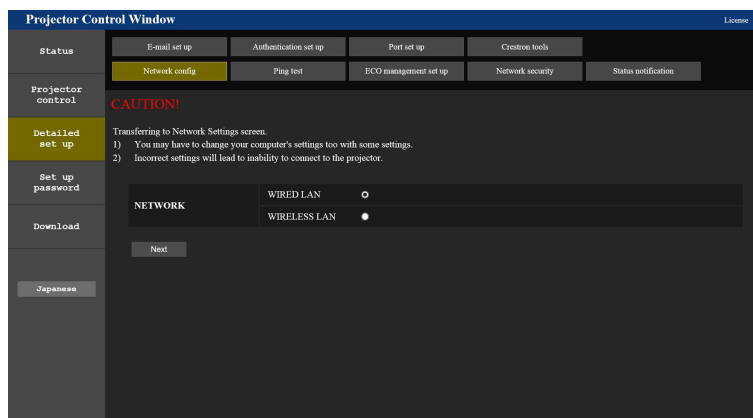 Projector Control Window
License
Status
Projector
control
Detailed
set up
Set up
password
Download
Japanese
E-mail set up
Authentication set up
Port set up
Crestron tools
Network config
Ping test
ECO management set up
Network security
Status notification
CAUTION!
Transferring to Network Settings screen.
1) You may have to change your computer's settings too with some settings.
2) Incorrect settings will lead to inability to connect to the projector.
NETWORK
WIRED LAN
WIRELESS LAN
Next